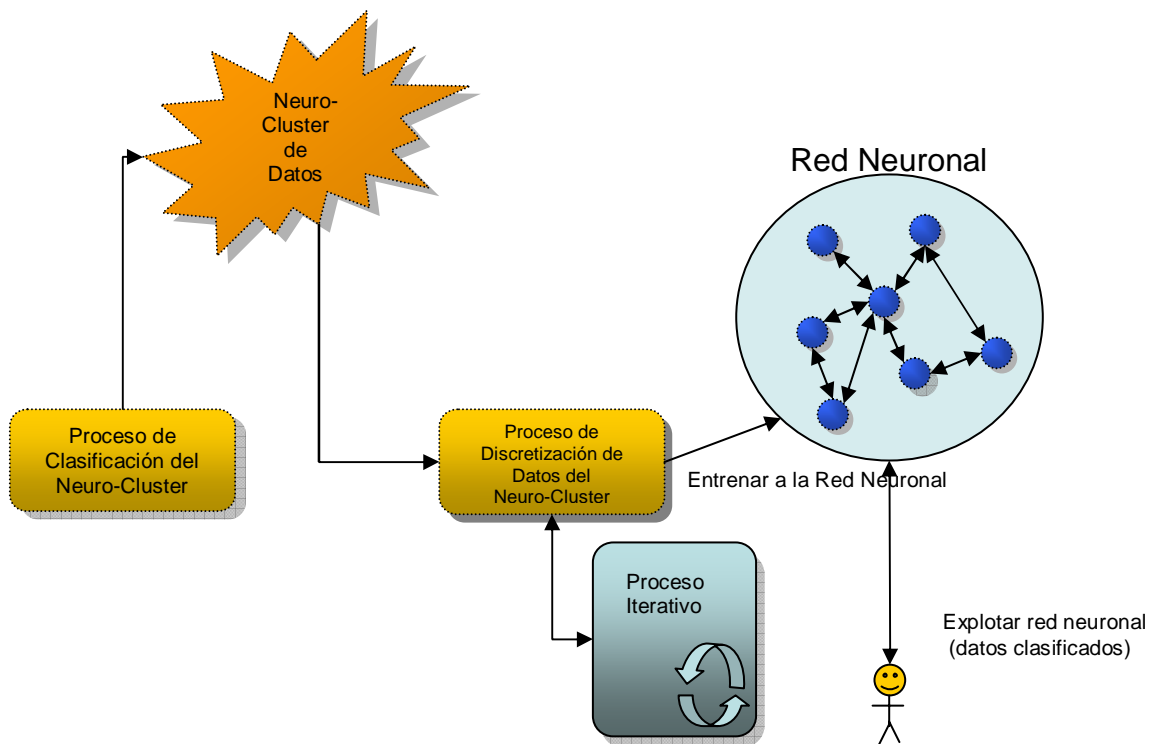 Neuro-
Cluster
de
Datos
Red Neuronal
Proceso de
Clasificación del
Neuro-Cluster
Proceso de
Discretización de
Datos del
Neuro-Cluster
Entrenar a la Red Neuronal
Proceso
Iterativo
Explotar red neuronal
(datos clasificados)